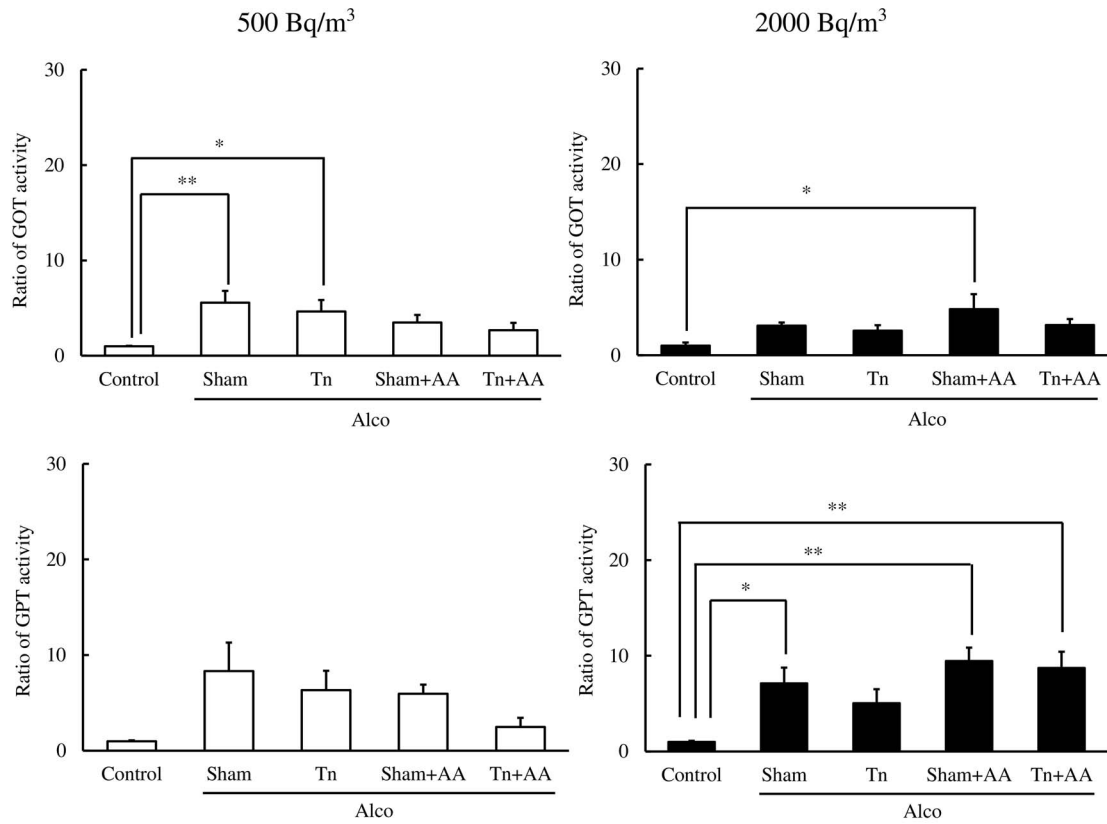 500 Bq/m³
2000 Bq/m³
Ratio of GOT activity
30
20
10
0
*
**
Control Sham Tn Sham+AA Tn+AA
Alco
Ratio of GOT activity
30
20
10
0
*
Control Sham Tn Sham+AA Tn+AA
Alco
Ratio of GPT activity
30
20
10
0
Control Sham Tn Sham+AA Tn+AA
Alco
Ratio of GPT activity
30
20
10
0
**
**
*
Control Sham Tn Sham+AA Tn+AA
Alco